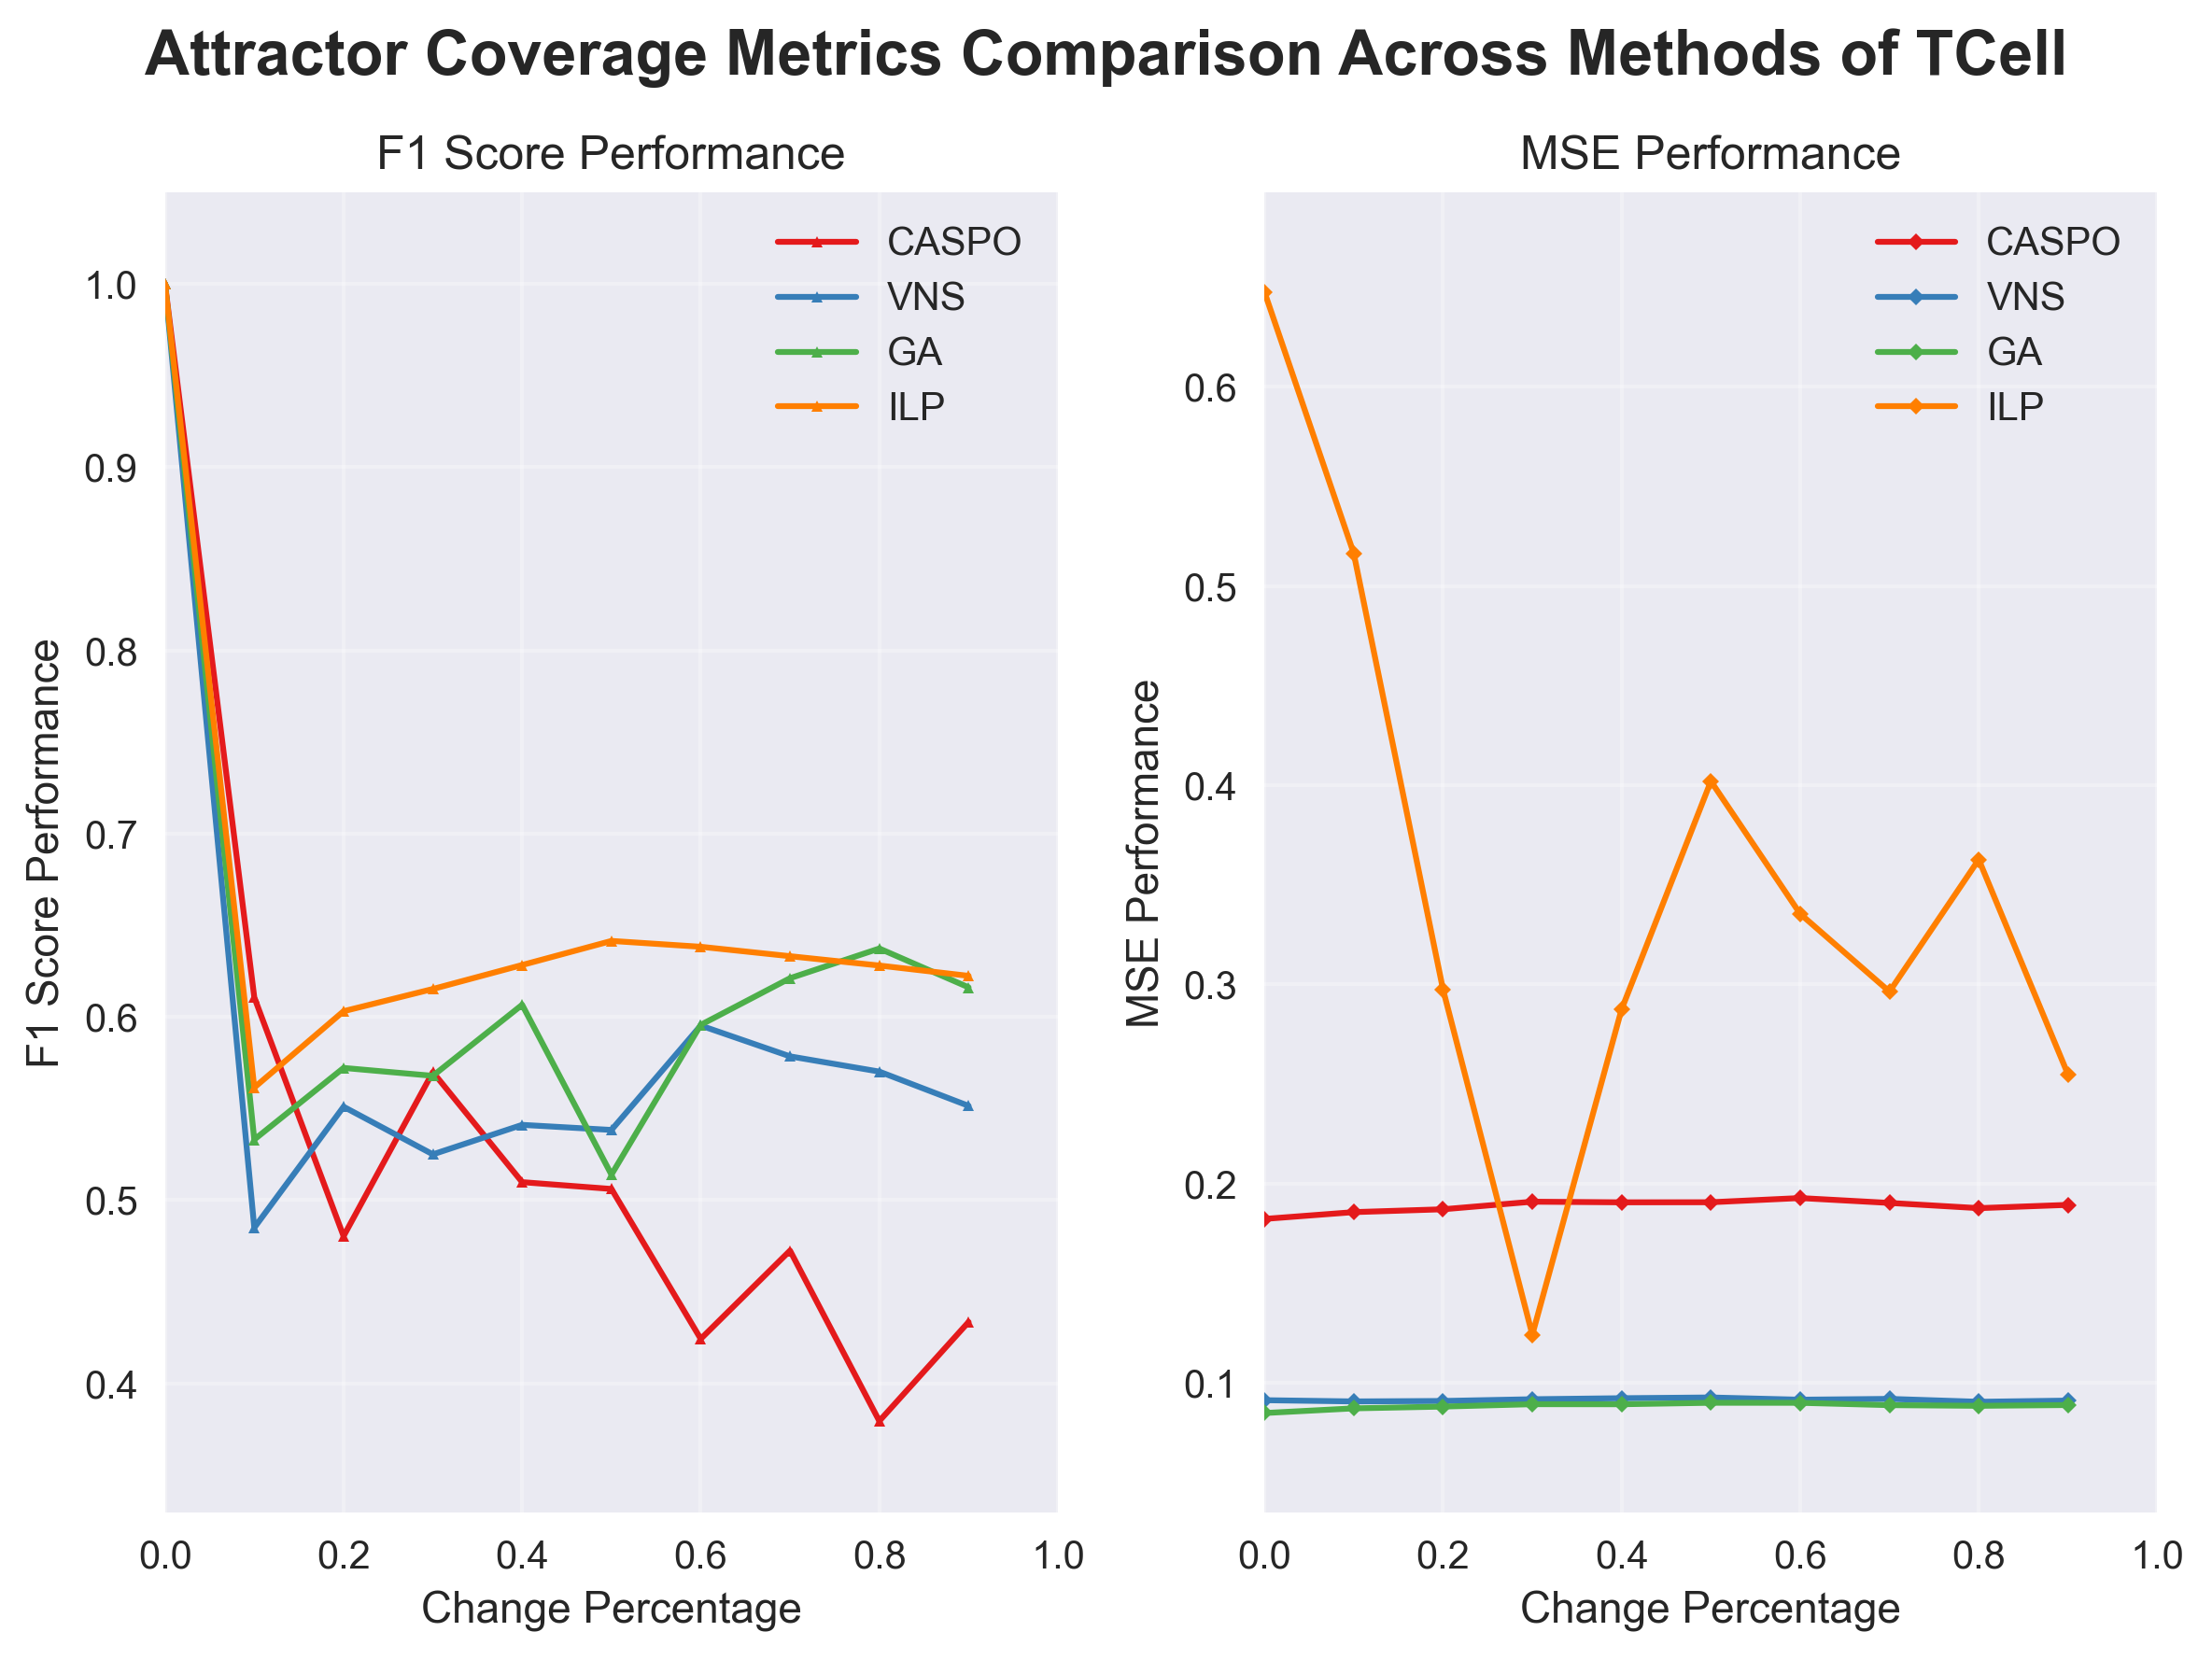 Attractor Coverage Metrics Comparison Across Methods of TCell
F1 Score Performance
CASPO
VNS
GA
ILP
1.0
0.9
0.8
0.7
0.6
0.5
0.4
F1 Score Performance
0.0 0.2 0.4 0.6 0.8 1.0
Change Percentage
MSE Performance
CASPO
VNS
GA
ILP
0.6
0.5
0.4
0.3
0.2
0.1
MSE Performance
0.0 0.2 0.4 0.6 0.8 1.0
Change Percentage